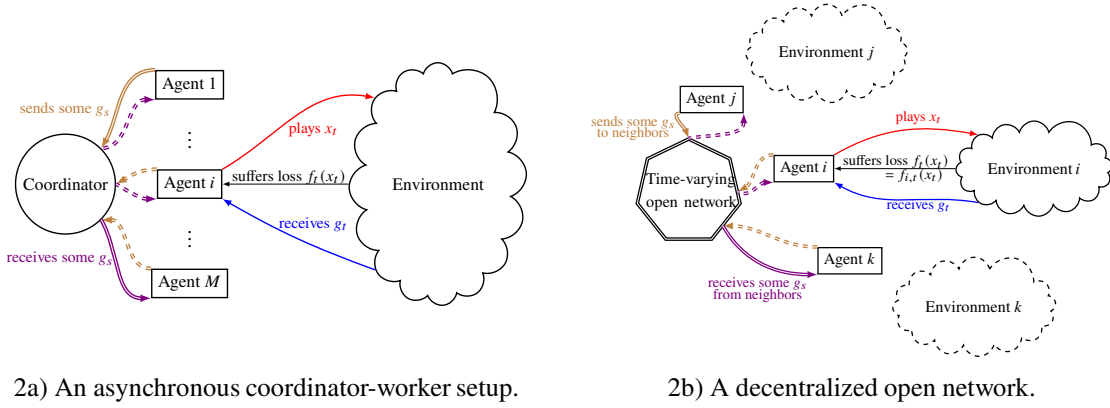 Agent 1
sends some g_s
⋮
Coordinator
Agent i
plays x_t
suffers loss f_t(x_t)
Environment
receives g_t
⋮
receives some g_s
Agent M
2a) An asynchronous coordinator-worker setup.
Environment j
Agent j
sends some g_s
to neighbors
plays x_t
Time-varying
open network
Agent i
suffers loss f_t(x_t)
= f_{i,t}(x_t)
Environment i
receives g_t
Agent k
receives some g_s
from neighbors
Environment k
2b) A decentralized open network.